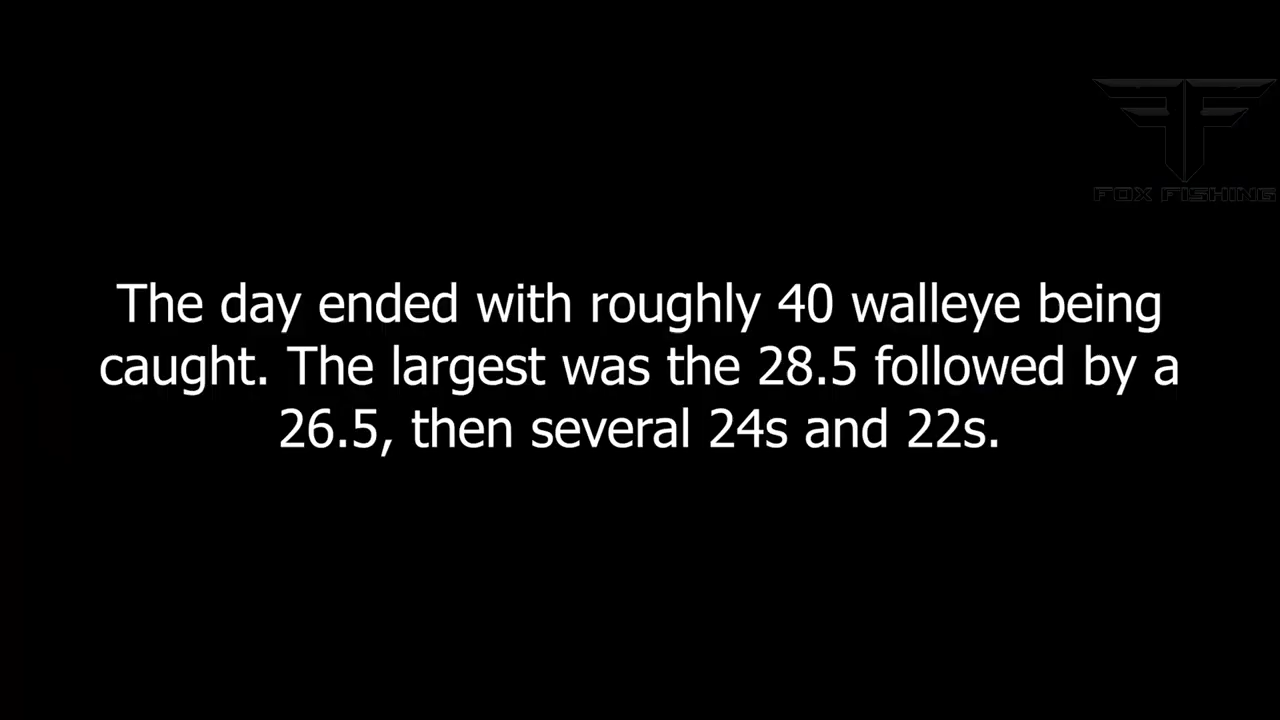 FOX FISHING
The day ended with roughly 40 walleye being
caught. The largest was the 28.5 followed by a
26.5, then several 24s and 22s.